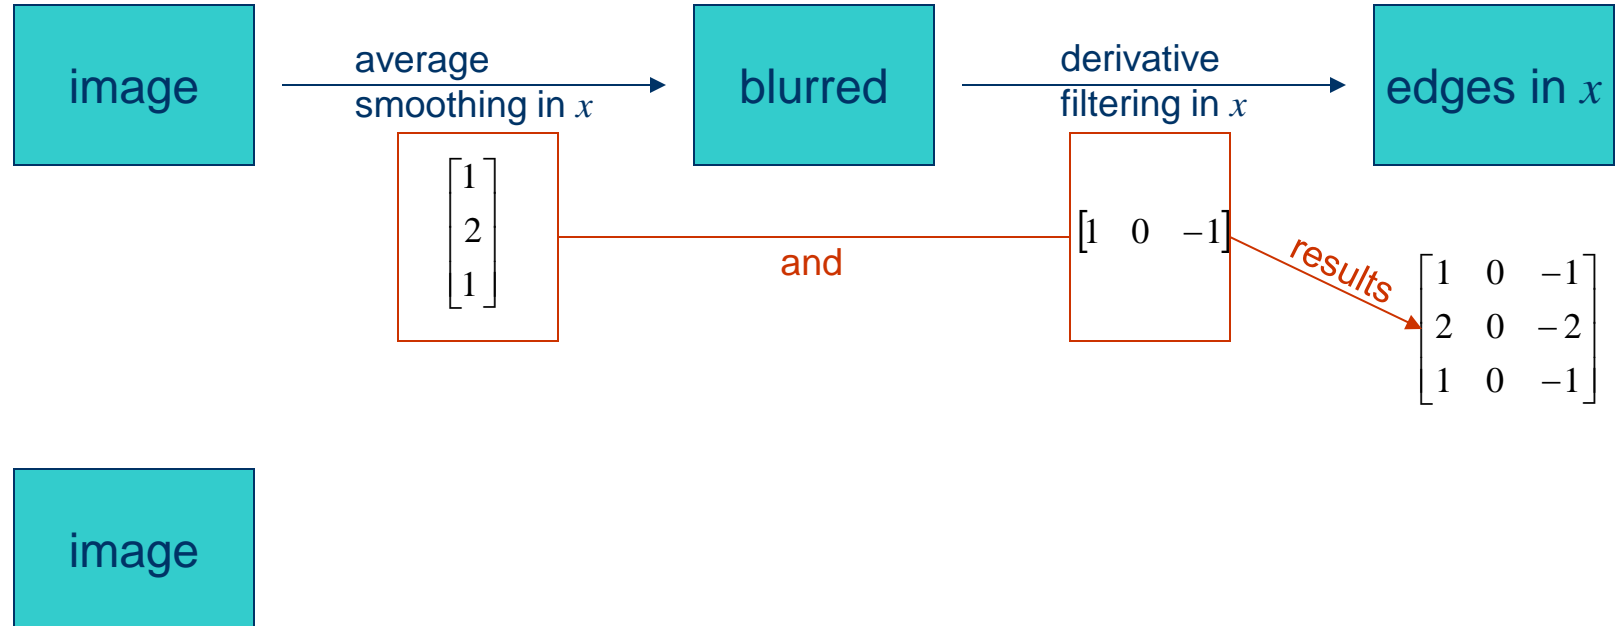 image
average
smoothing in x
blurred
derivative
filtering in x
edges in x
[1
2
1]
and
[1 0 −1]
results
[1 0 −1
2 0 −2
1 0 −1]
image